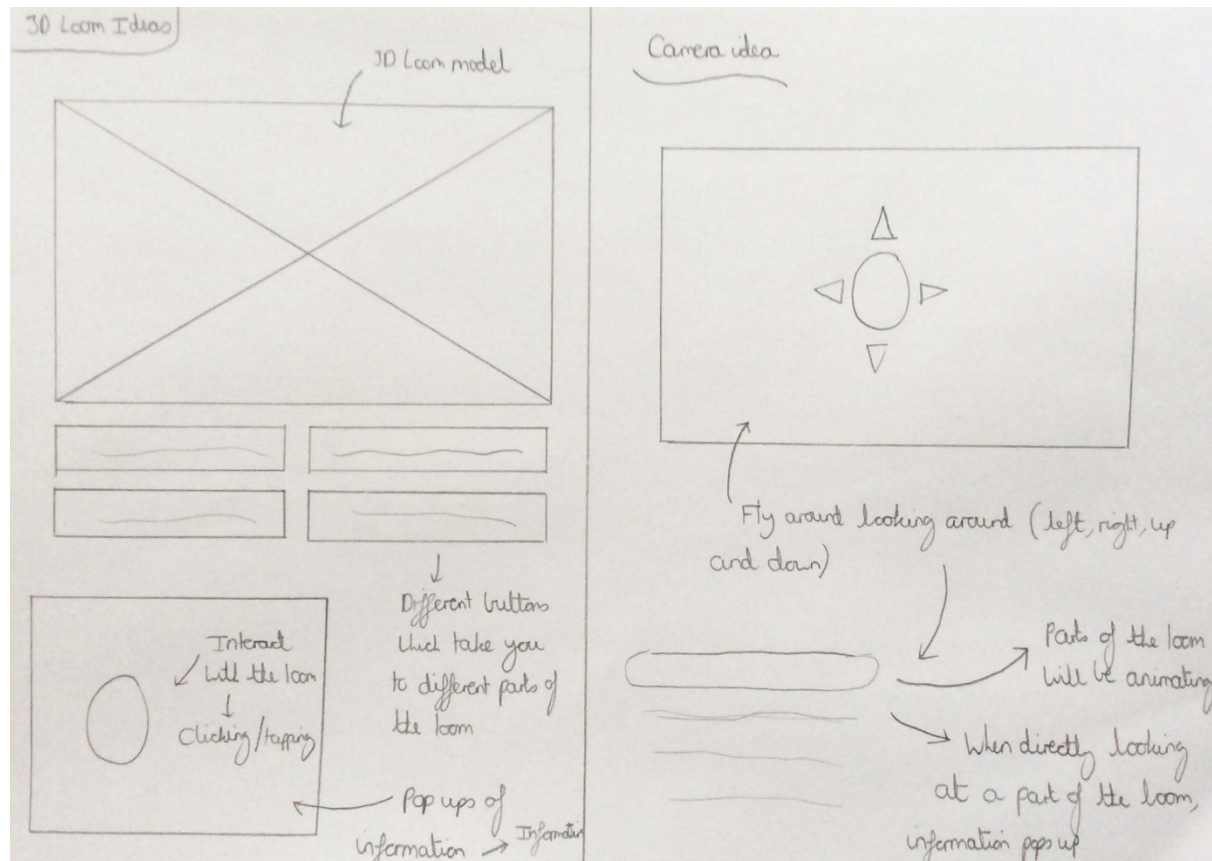 3D Loom Ideas
3D Loom model
Different buttons
which take you
to different parts of
the loom
Interact
with the loom
Clicking/tapping
Pop ups of
information
Information
Camera idea
Fly around looking around (left, right, up
and down)
Parts of the loom
will be animating
When directly looking
at a part of the loom,
information pops up